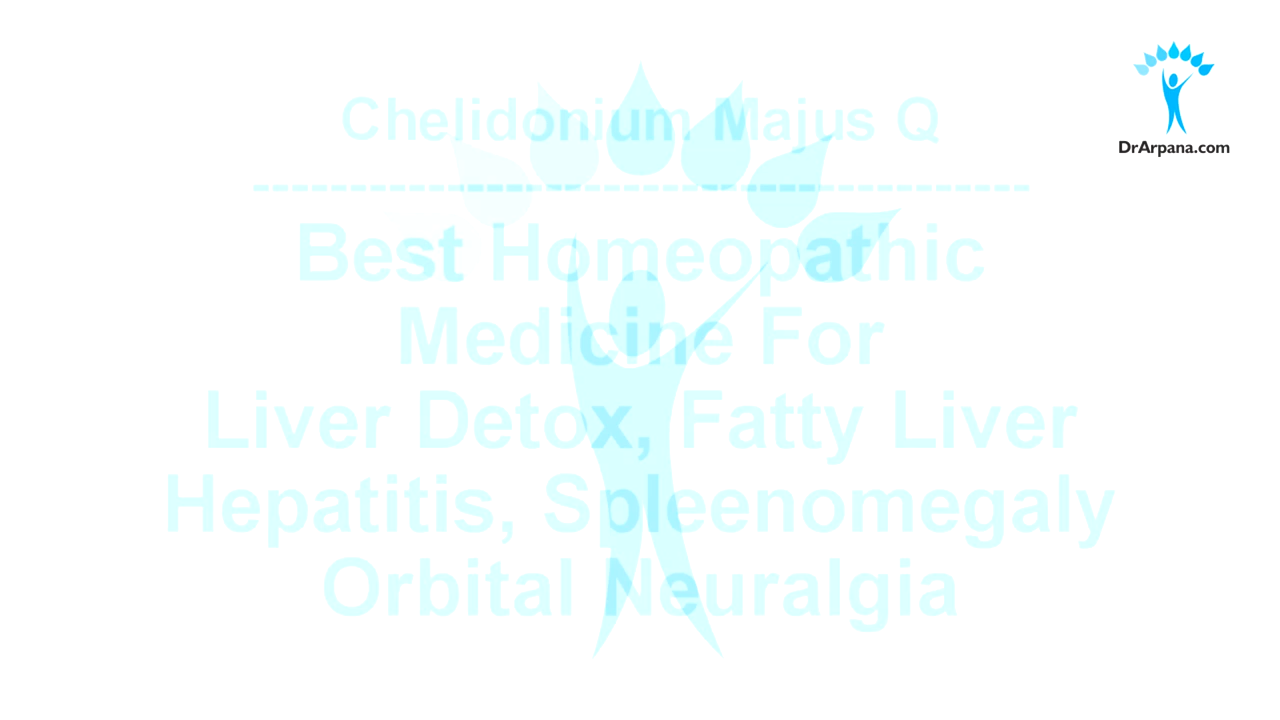 Chelidonium Majus Q
----------------------------------------
Best Homeopathic
Medicine For
Liver Detox, Fatty Liver
Hepatitis, Spleenomegaly
Orbital Neuralgia
DrArpana.com